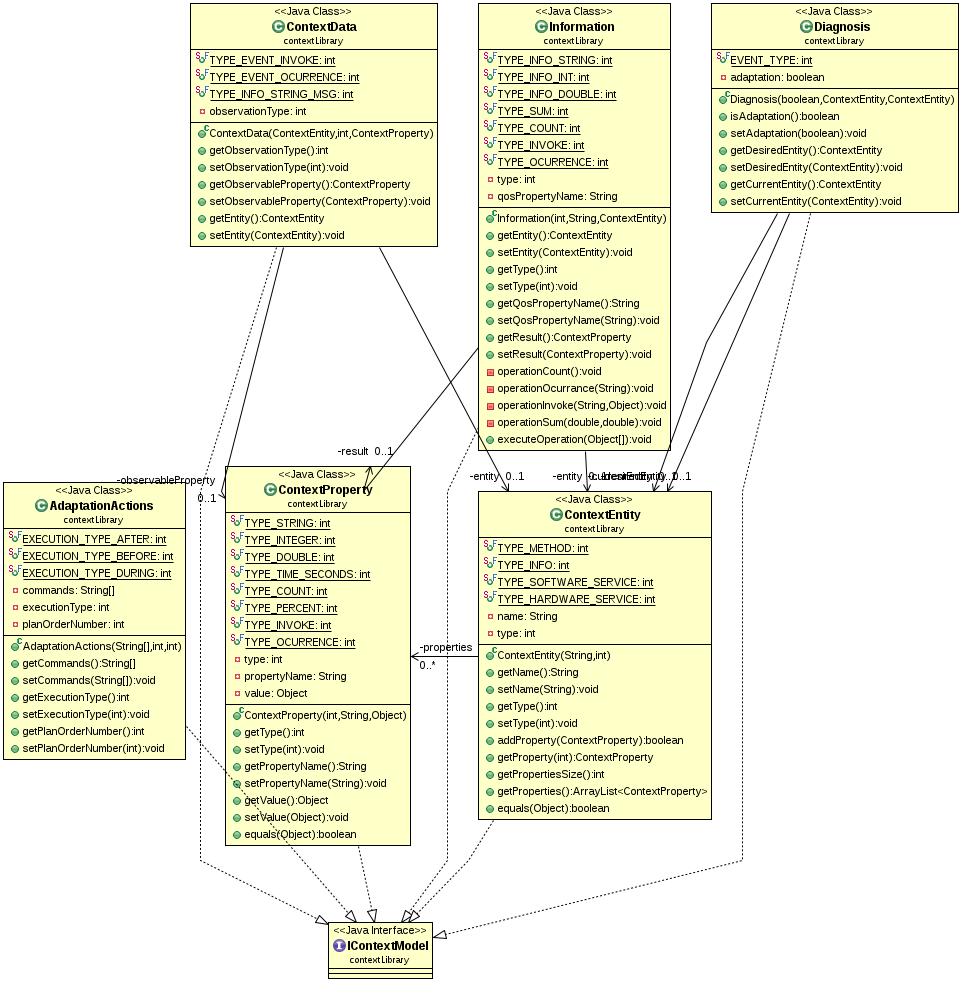 <<Java Class>>
ContextData
contextLibrary
TYPE_EVENT_INVOKE: int
TYPE_EVENT_OCURRENCE: int
TYPE_INFO_STRING_MSG: int
observationType: int
ContextData(ContextEntity,int,ContextProperty)
getObservationType():int
setObservationType(int):void
getObservableProperty():ContextProperty
setObservableProperty(ContextProperty):void
getEntity():ContextEntity
setEntity(ContextEntity):void
<<Java Class>>
Information
contextLibrary
TYPE_INFO_STRING: int
TYPE_INFO_INT: int
TYPE_INFO_DOUBLE: int
TYPE_SUM: int
TYPE_COUNT: int
TYPE_INVOKE: int
TYPE_OCURRENCE: int
type: int
qosPropertyName: String
Information(int,String,ContextEntity)
getEntity():ContextEntity
setEntity(ContextEntity):void
getType():int
setType(int):void
getQosPropertyName():String
setQosPropertyName(String):void
getResult():ContextProperty
setResult(ContextProperty):void
operationCount():void
operationOcurrance(String):void
operationInvoke(String,Object):void
operationSum(double,double):void
executeOperation(Object[]):void
<<Java Class>>
Diagnosis
contextLibrary
EVENT_TYPE: int
adaptation: boolean
Diagnosis(boolean,ContextEntity,ContextEntity)
isAdaptation():boolean
setAdaptation(boolean):void
getDesiredEntity():ContextEntity
setDesiredEntity(ContextEntity):void
getCurrentEntity():ContextEntity
setCurrentEntity(ContextEntity):void
-result 0..1
-observableProperty
0..1
-entity 0..1
-entity
<<Java Class>>
AdaptationActions
contextLibrary
EXECUTION_TYPE_AFTER: int
EXECUTION_TYPE_BEFORE: int
EXECUTION_TYPE_DURING: int
commands: String[]
executionType: int
planOrderNumber: int
AdaptationActions(String[],int,int)
getCommands():String[]
setCommands(String[]):void
getExecutionType():int
setExecutionType(int):void
getPlanOrderNumber():int
setPlanOrderNumber(int):void
<<Java Class>>
ContextProperty
contextLibrary
TYPE_STRING: int
TYPE_INTEGER: int
TYPE_DOUBLE: int
TYPE_TIME_SECONDS: int
TYPE_COUNT: int
TYPE_PERCENT: int
TYPE_INVOKE: int
TYPE_OCURRENCE: int
type: int
propertyName: String
value: Object
ContextProperty(int,String,Object)
getType():int
setType(int):void
getPropertyName():String
setPropertyName(String):void
getValue():Object
setValue(Object):void
equals(Object):boolean
-properties
0..*
<<Java Class>>
ContextEntity
contextLibrary
TYPE_METHOD: int
TYPE_INFO: int
TYPE_SOFTWARE_SERVICE: int
TYPE_HARDWARE_SERVICE: int
name: String
type: int
ContextEntity(String,int)
getName():String
setName(String):void
getType():int
setType(int):void
addProperty(ContextProperty):boolean
getProperty(int):ContextProperty
getPropertiesSize():int
getProperties():ArrayList<ContextProperty>
equals(Object):boolean
<<Java Interface>>
IContextModel
contextLibrary